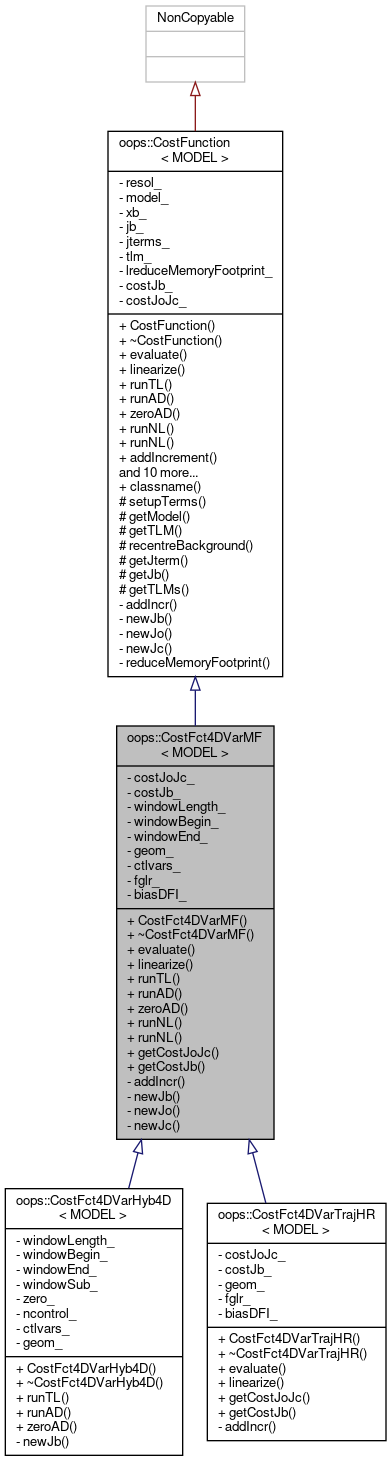 NonCopyable
oops::CostFunction
< MODEL >
- resol_
- model_
- xb_
- jb_
- jterms_
- tlm_
- lreduceMemoryFootprint_
- costJb_
- costJoJc_
+ CostFunction()
+ ~CostFunction()
+ evaluate()
+ linearize()
+ runTL()
+ runAD()
+ zeroAD()
+ runNL()
+ runNL()
+ addIncrement()
and 10 more...
+ classname()
# setupTerms()
# getModel()
# getTLM()
# recentreBackground()
# getJterm()
# getJb()
# getTLMs()
- addIncr()
- newJb()
- newJo()
- newJc()
- reduceMemoryFootprint()
oops::CostFct4DVarMF
< MODEL >
- costJoJc_
- costJb_
- windowLength_
- windowBegin_
- windowEnd_
- geom_
- ctlvars_
- fglr_
- biasDFI_
+ CostFct4DVarMF()
+ ~CostFct4DVarMF()
+ evaluate()
+ linearize()
+ runTL()
+ runAD()
+ zeroAD()
+ runNL()
+ runNL()
+ getCostJoJc()
+ getCostJb()
- addIncr()
- newJb()
- newJo()
- newJc()
oops::CostFct4DVarHyb4D
< MODEL >
- windowLength_
- windowBegin_
- windowEnd_
- windowSub_
- zero_
- ncontrol_
- ctlvars_
- geom_
+ CostFct4DVarHyb4D()
+ ~CostFct4DVarHyb4D()
+ runTL()
+ runAD()
+ zeroAD()
- newJb()
oops::CostFct4DVarTrajHR
< MODEL >
- costJoJc_
- costJb_
- geom_
- fglr_
- biasDFI_
+ CostFct4DVarTrajHR()
+ ~CostFct4DVarTrajHR()
+ evaluate()
+ linearize()
+ getCostJoJc()
+ getCostJb()
- addIncr()